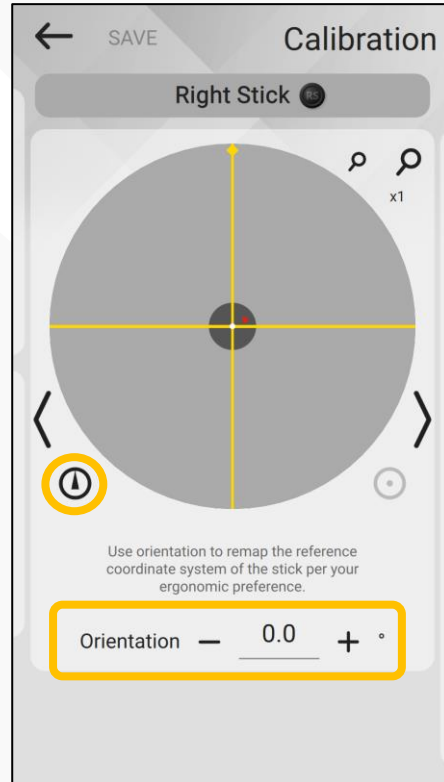 SAVE Calibration
Right Stick RS
x1
Use orientation to remap the reference
coordinate system of the stick per your
ergonomic preference.
Orientation — 0.0 + °